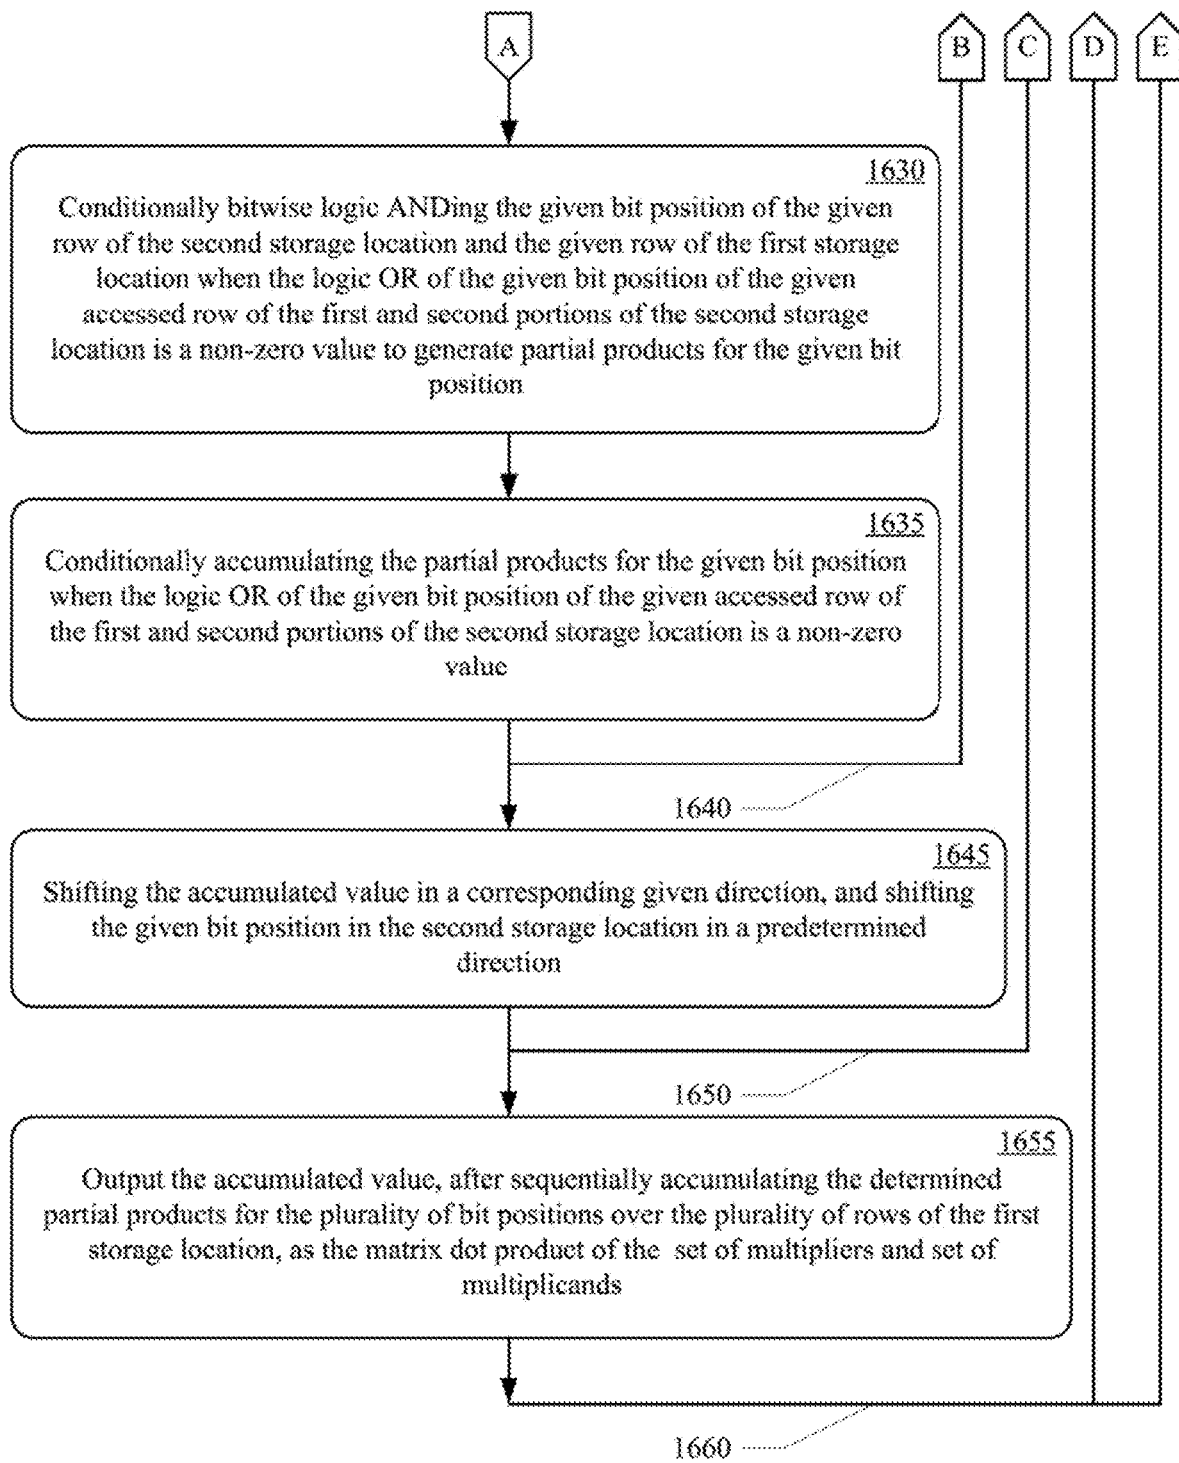 A
B
C
D
E
1630
Conditionally bitwise logic ANDing the given bit position of the given
row of the second storage location and the given row of the first storage
location when the logic OR of the given bit position of the given
accessed row of the first and second portions of the second storage
location is a non-zero value to generate partial products for the given bit
position
1635
Conditionally accumulating the partial products for the given bit position
when the logic OR of the given bit position of the given accessed row of
the first and second portions of the second storage location is a non-zero
value
1640
1645
Shifting the accumulated value in a corresponding given direction, and shifting
the given bit position in the second storage location in a predetermined
direction
1650
1655
Output the accumulated value, after sequentially accumulating the determined
partial products for the plurality of bit positions over the plurality of rows of the first
storage location, as the matrix dot product of the set of multipliers and set of
multiplicands
1660